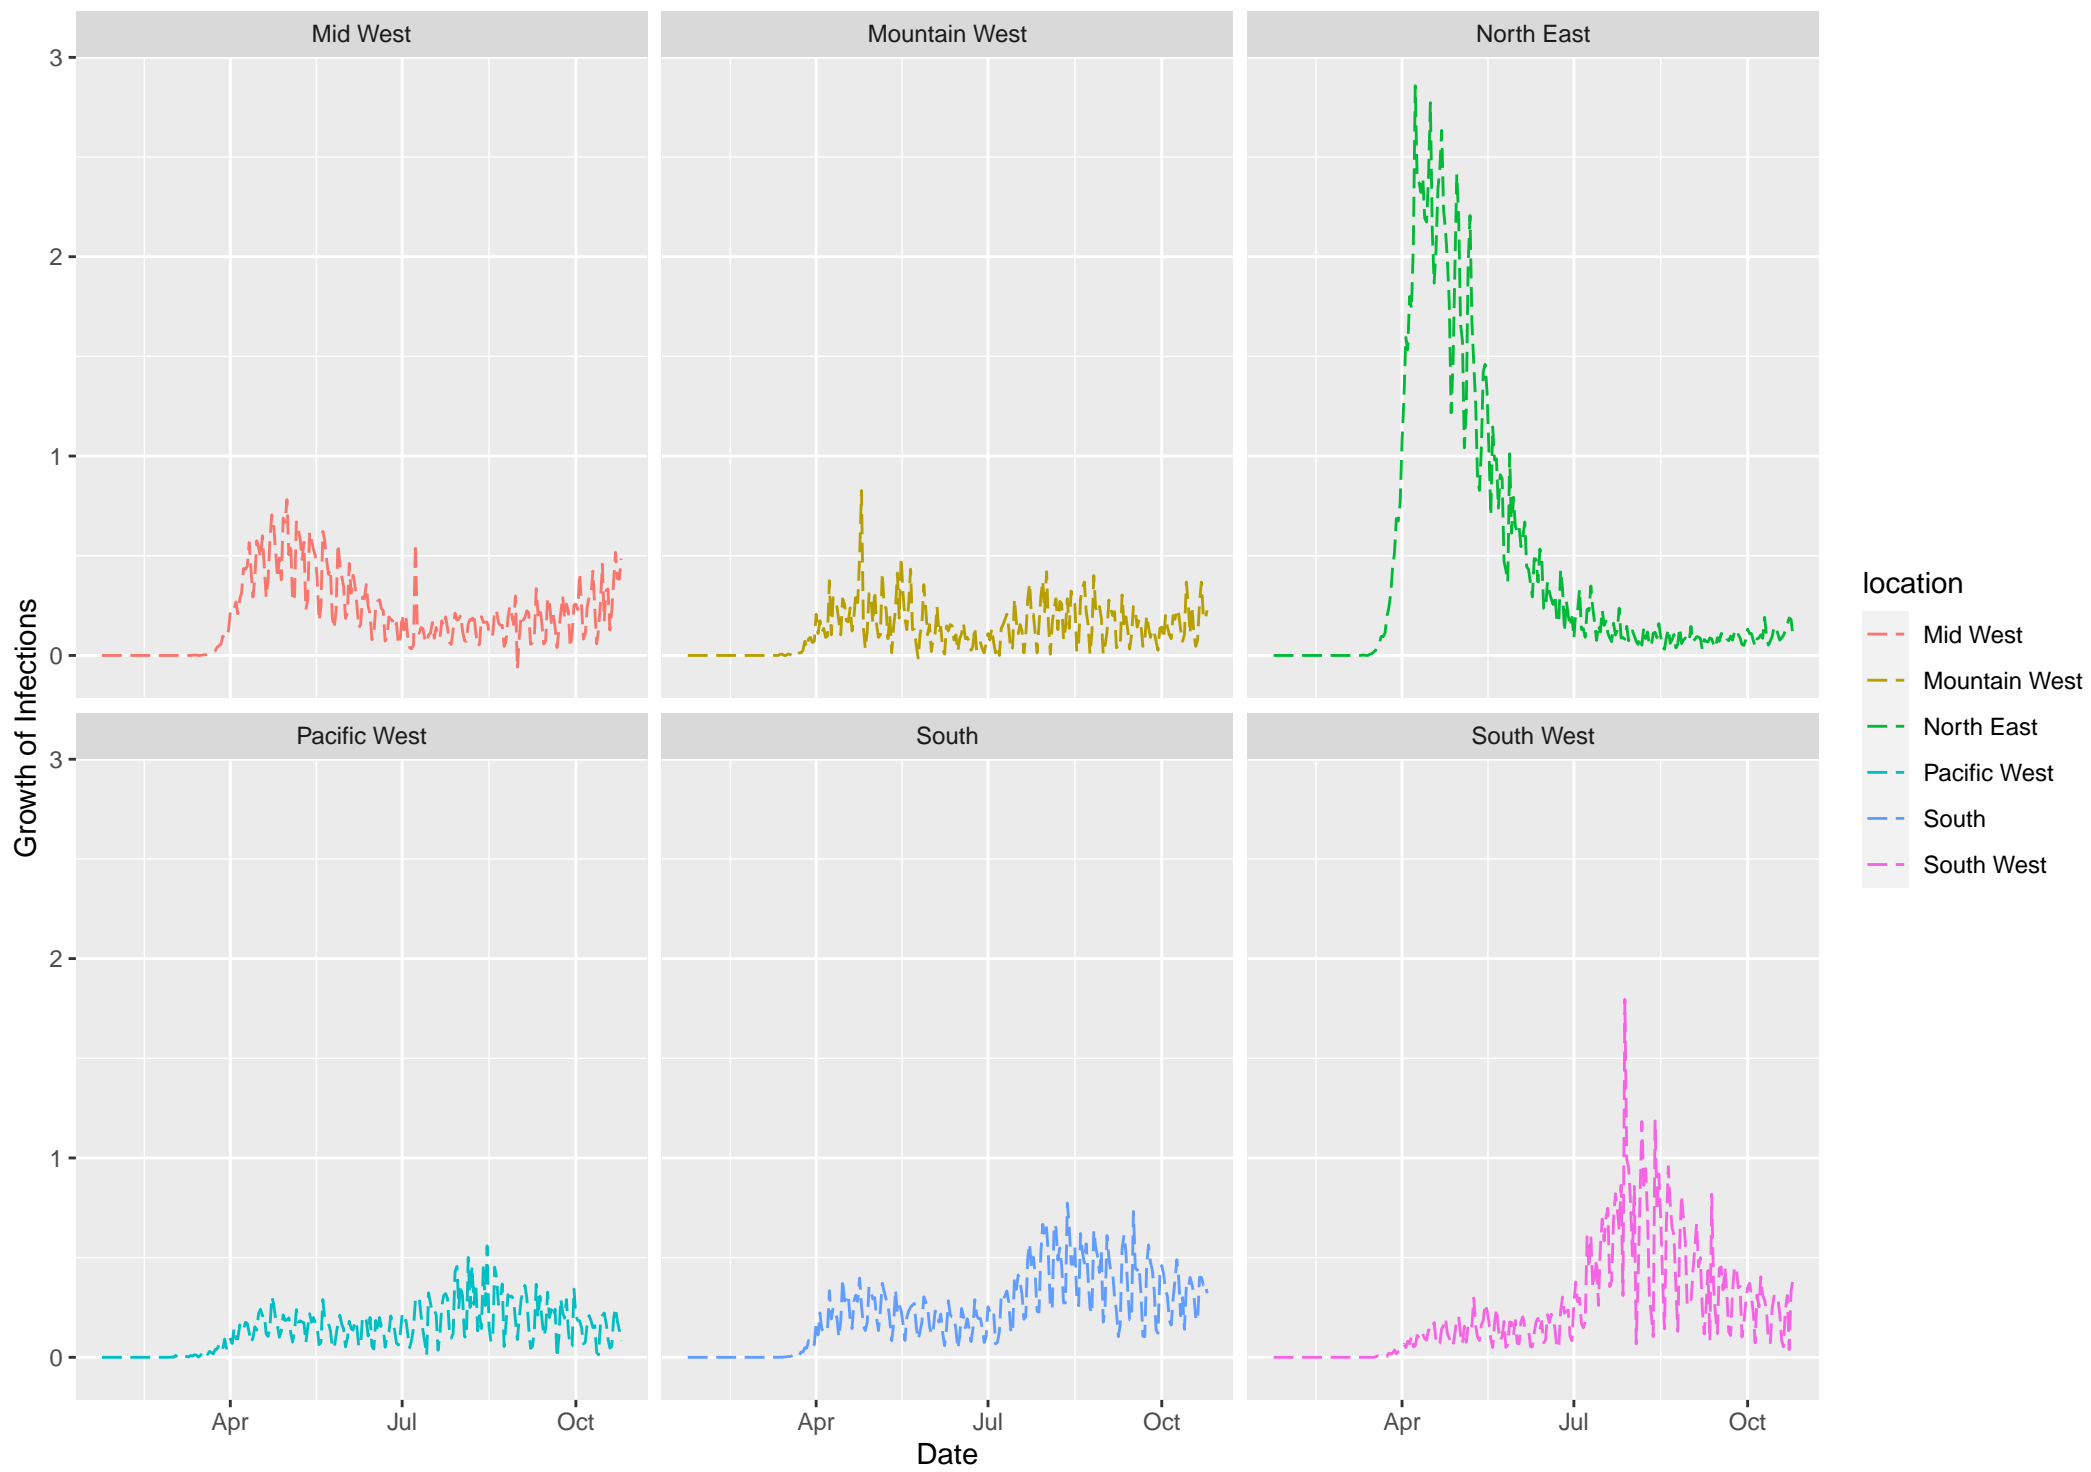 Mid West
Mountain West
North East
3
2
1
0
Pacific West
South
South West
3
2
1
0
Apr
Jul
Oct
Apr
Jul
Oct
Apr
Jul
Oct
Date
Growth of Infections
location
Mid West
Mountain West
North East
Pacific West
South
South West